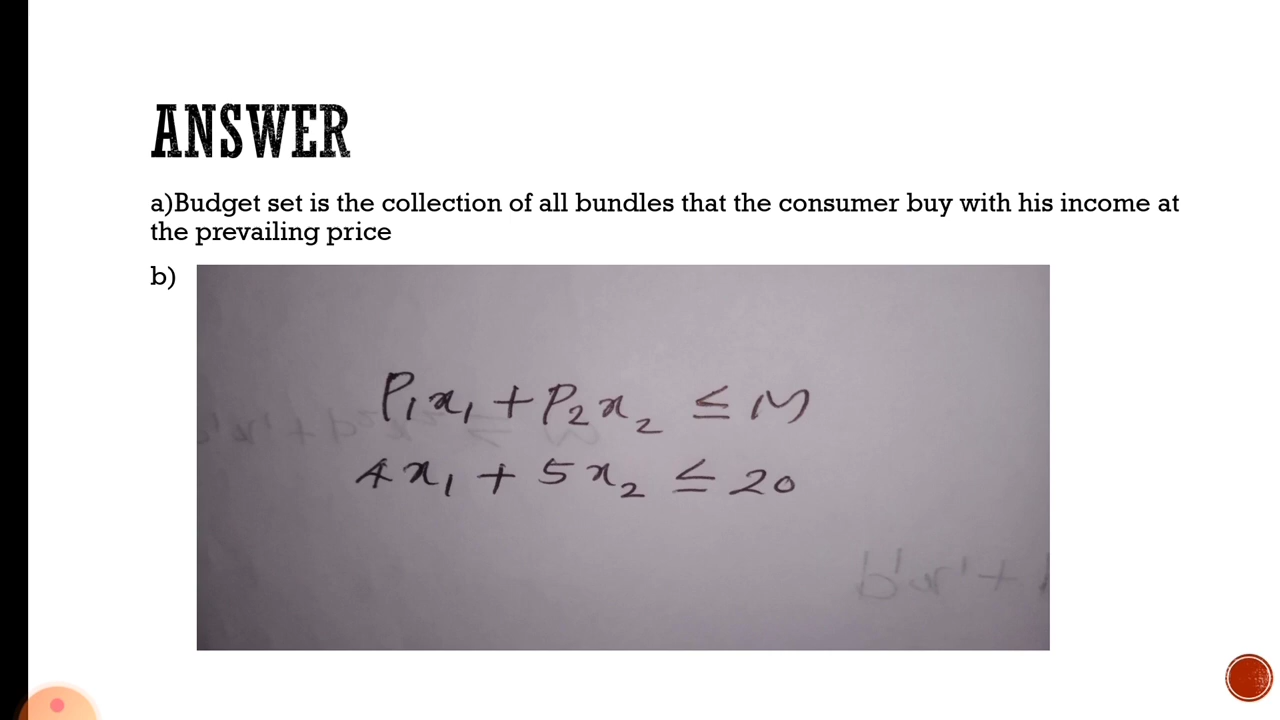 ANSWER
a)Budget set is the collection of all bundles that the consumer buy with his income at
the prevailing price
b)
P₁x₁ + P₂x₂ ≤ M
4x₁ + 5x₂ ≤ 20